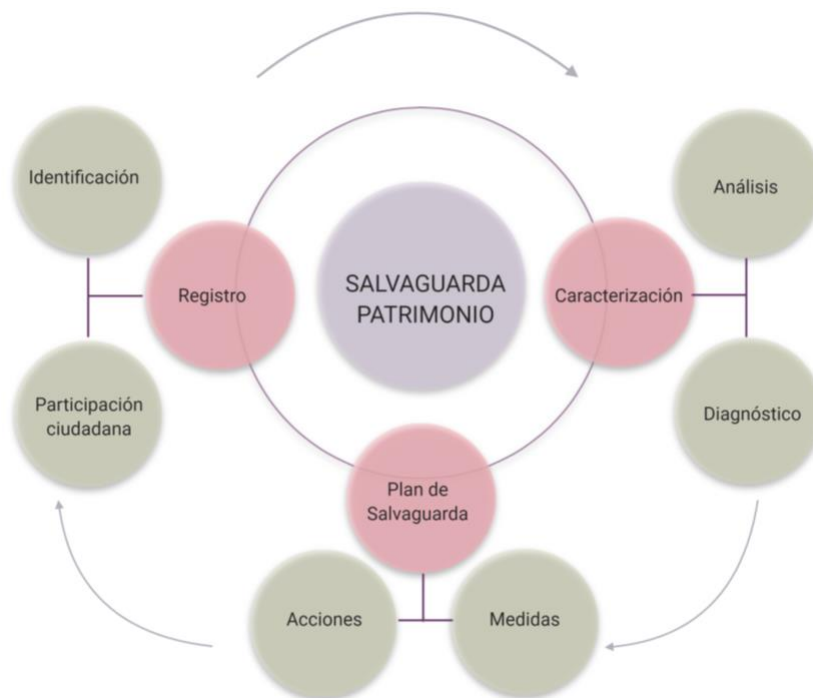 Identificación
Análisis
SALVAGUARDA
PATRIMONIO
Registro
Caracterización
Participación
ciudadana
Diagnóstico
Plan de
Salvaguarda
Acciones
Medidas